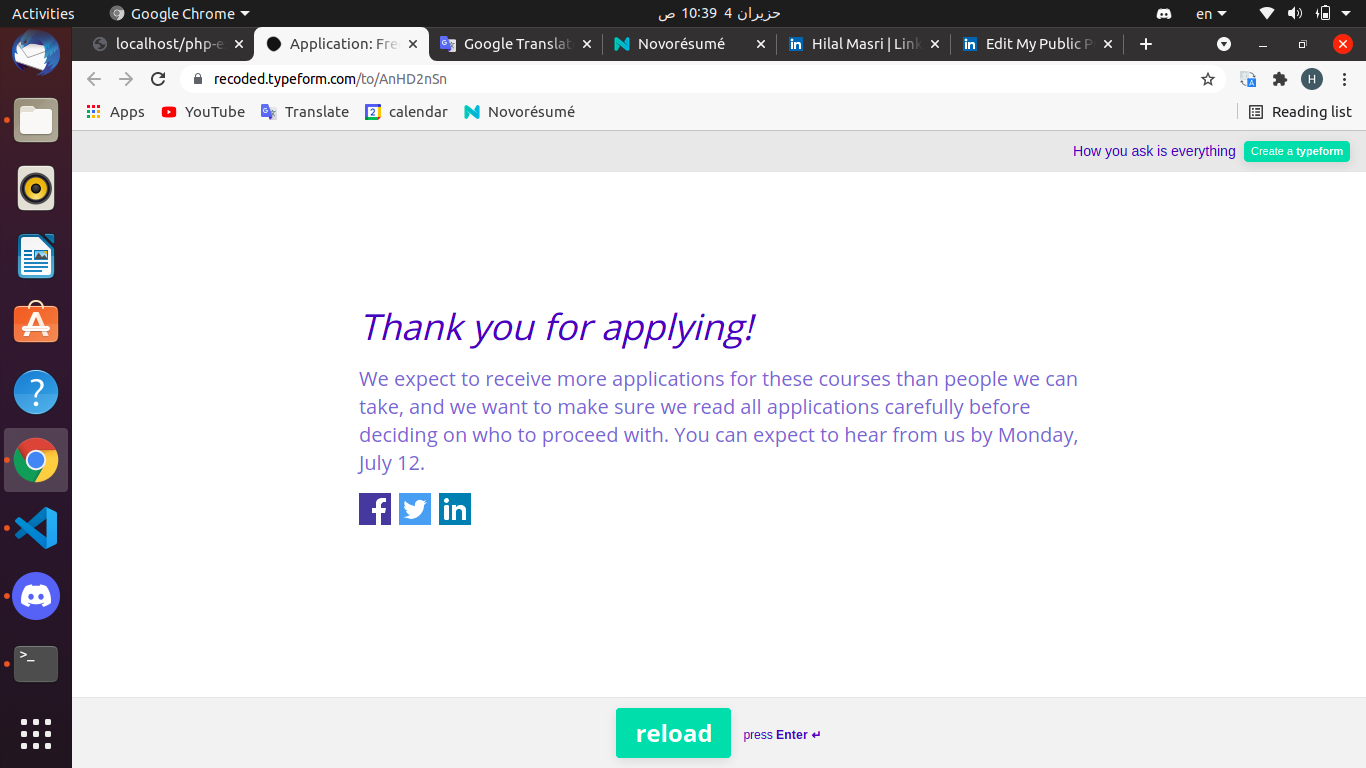 Activities
Google Chrome
حزيران 4 10:39 ص
en
localhost/php-e
Application: Fre
Google Translat
Novorésumé
Hilal Masri | Link
Edit My Public P
recoded.typeform.com/to/AnHD2nSn
H
Apps
YouTube
Translate
calendar
Novorésumé
Reading list
How you ask is everything
Create a typeform
Thank you for applying!
We expect to receive more applications for these courses than people we can
take, and we want to make sure we read all applications carefully before
deciding on who to proceed with. You can expect to hear from us by Monday,
July 12.
reload
press Enter ↵